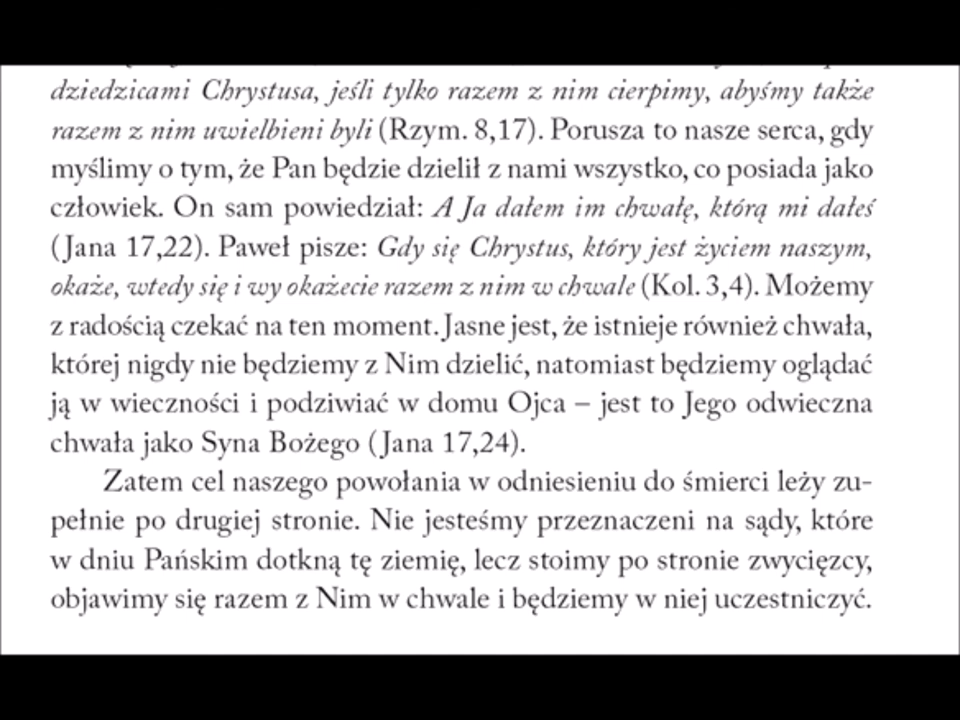 dziedzicami Chrystusa, jeśli tylko razem z nim cierpimy, abyśmy także
razem z nim uwielbieni byli (Rzym. 8,17). Porusza to nasze serca, gdy
myślimy o tym, że Pan będzie dzielił z nami wszystko, co posiada jako
człowiek. On sam powiedział: A Ja dałem im chwałę, którą mi dałeś
(Jana 17,22). Paweł pisze: Gdy się Chrystus, który jest życiem naszym,
okaże, wtedy się i wy okażecie razem z nim w chwale (Kol. 3,4). Możemy
z radością czekać na ten moment. Jasne jest, że istnieje również chwała,
której nigdy nie będziemy z Nim dzielić, natomiast będziemy oglądać
ją w wieczności i podziwiać w domu Ojca – jest to Jego odwieczna
chwała jako Syna Bożego (Jana 17,24).
Zatem cel naszego powołania w odniesieniu do śmierci leży zu-
pełnie po drugiej stronie. Nie jesteśmy przeznaczeni na sądy, które
w dniu Pańskim dotkną tę ziemię, lecz stoimy po stronie zwycięzcy,
objawimy się razem z Nim w chwale i będziemy w niej uczestniczyć.